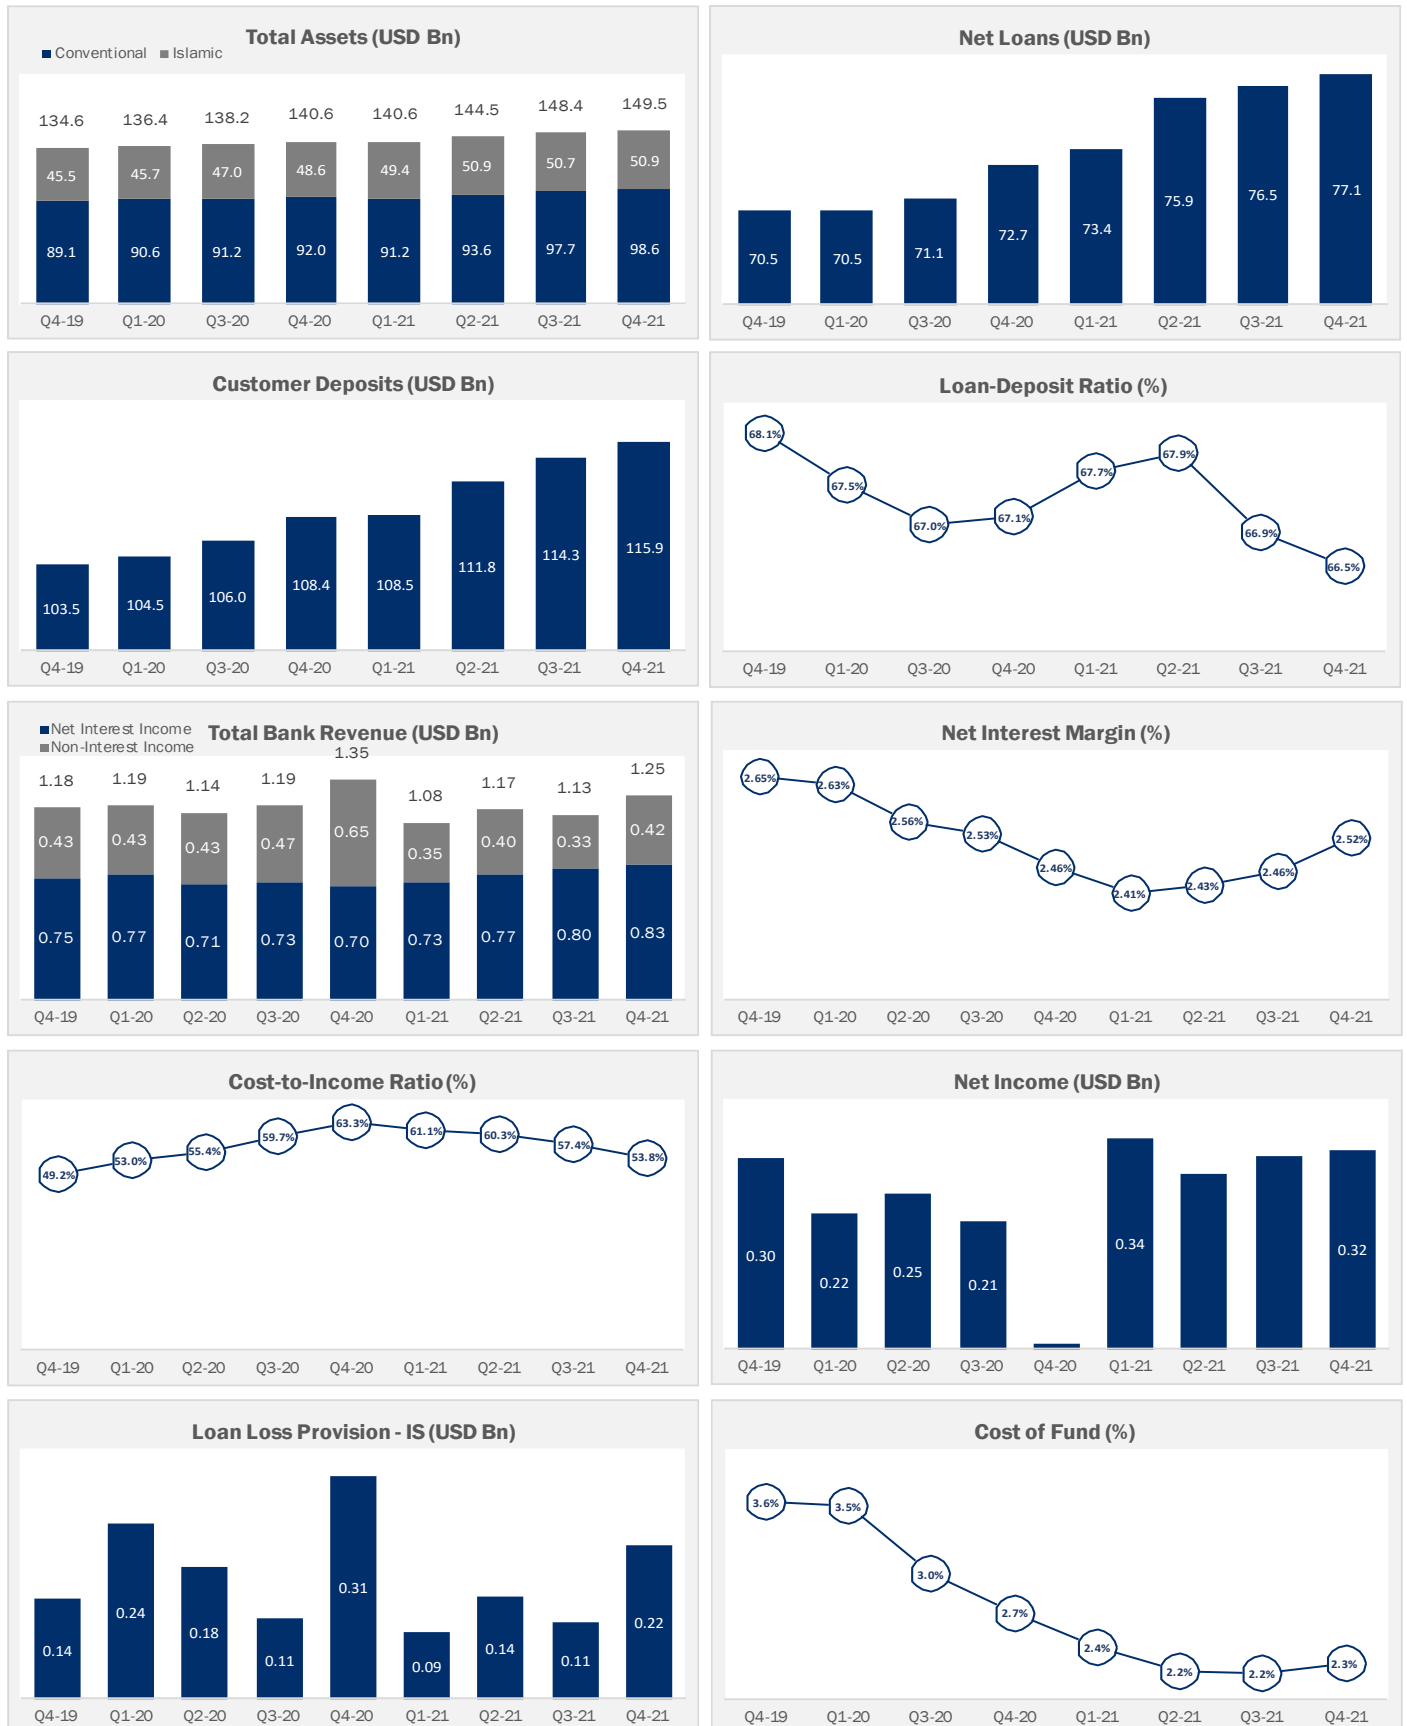 Total Assets (USD Bn)
Conventional Islamic
134.6 136.4 138.2 140.6 140.6 144.5 148.4 149.5
45.5 45.7 47.0 48.6 49.4 50.9 50.7 50.9
89.1 90.6 91.2 92.0 91.2 93.6 97.7 98.6
Q4-19 Q1-20 Q3-20 Q4-20 Q1-21 Q2-21 Q3-21 Q4-21
Net Loans (USD Bn)
70.5 70.5 71.1 72.7 73.4 75.9 76.5 77.1
Q4-19 Q1-20 Q3-20 Q4-20 Q1-21 Q2-21 Q3-21 Q4-21
Customer Deposits (USD Bn)
103.5 104.5 106.0 108.4 108.5 111.8 114.3 115.9
Q4-19 Q1-20 Q3-20 Q4-20 Q1-21 Q2-21 Q3-21 Q4-21
Loan-Deposit Ratio (%)
68.1% 67.5% 67.0% 67.1% 67.7% 67.9% 66.9% 66.5%
Q4-19 Q1-20 Q3-20 Q4-20 Q1-21 Q2-21 Q3-21 Q4-21
Total Bank Revenue (USD Bn)
Net Interest Income
Non-Interest Income
1.18 1.19 1.14 1.19 1.35 1.08 1.17 1.13 1.25
0.43 0.43 0.43 0.47 0.65 0.35 0.40 0.33 0.42
0.75 0.77 0.71 0.73 0.70 0.73 0.77 0.80 0.83
Q4-19 Q1-20 Q2-20 Q3-20 Q4-20 Q1-21 Q2-21 Q3-21 Q4-21
Net Interest Margin (%)
2.65% 2.63% 2.56% 2.53% 2.46% 2.41% 2.43% 2.46% 2.52%
Q4-19 Q1-20 Q2-20 Q3-20 Q4-20 Q1-21 Q2-21 Q3-21 Q4-21
Cost-to-Income Ratio (%)
49.2% 53.0% 55.4% 59.7% 63.3% 61.1% 60.3% 57.4% 53.8%
Q4-19 Q1-20 Q2-20 Q3-20 Q4-20 Q1-21 Q2-21 Q3-21 Q4-21
Net Income (USD Bn)
0.30 0.22 0.25 0.21 0.34 0.32
Q4-19 Q1-20 Q2-20 Q3-20 Q4-20 Q1-21 Q2-21 Q3-21 Q4-21
Loan Loss Provision - IS (USD Bn)
0.14 0.24 0.18 0.11 0.31 0.09 0.14 0.11 0.22
Q4-19 Q1-20 Q2-20 Q3-20 Q4-20 Q1-21 Q2-21 Q3-21 Q4-21
Cost of Fund (%)
3.6% 3.5% 3.0% 2.7% 2.4% 2.2% 2.2% 2.3%
Q4-19 Q1-20 Q3-20 Q4-20 Q1-21 Q2-21 Q3-21 Q4-21